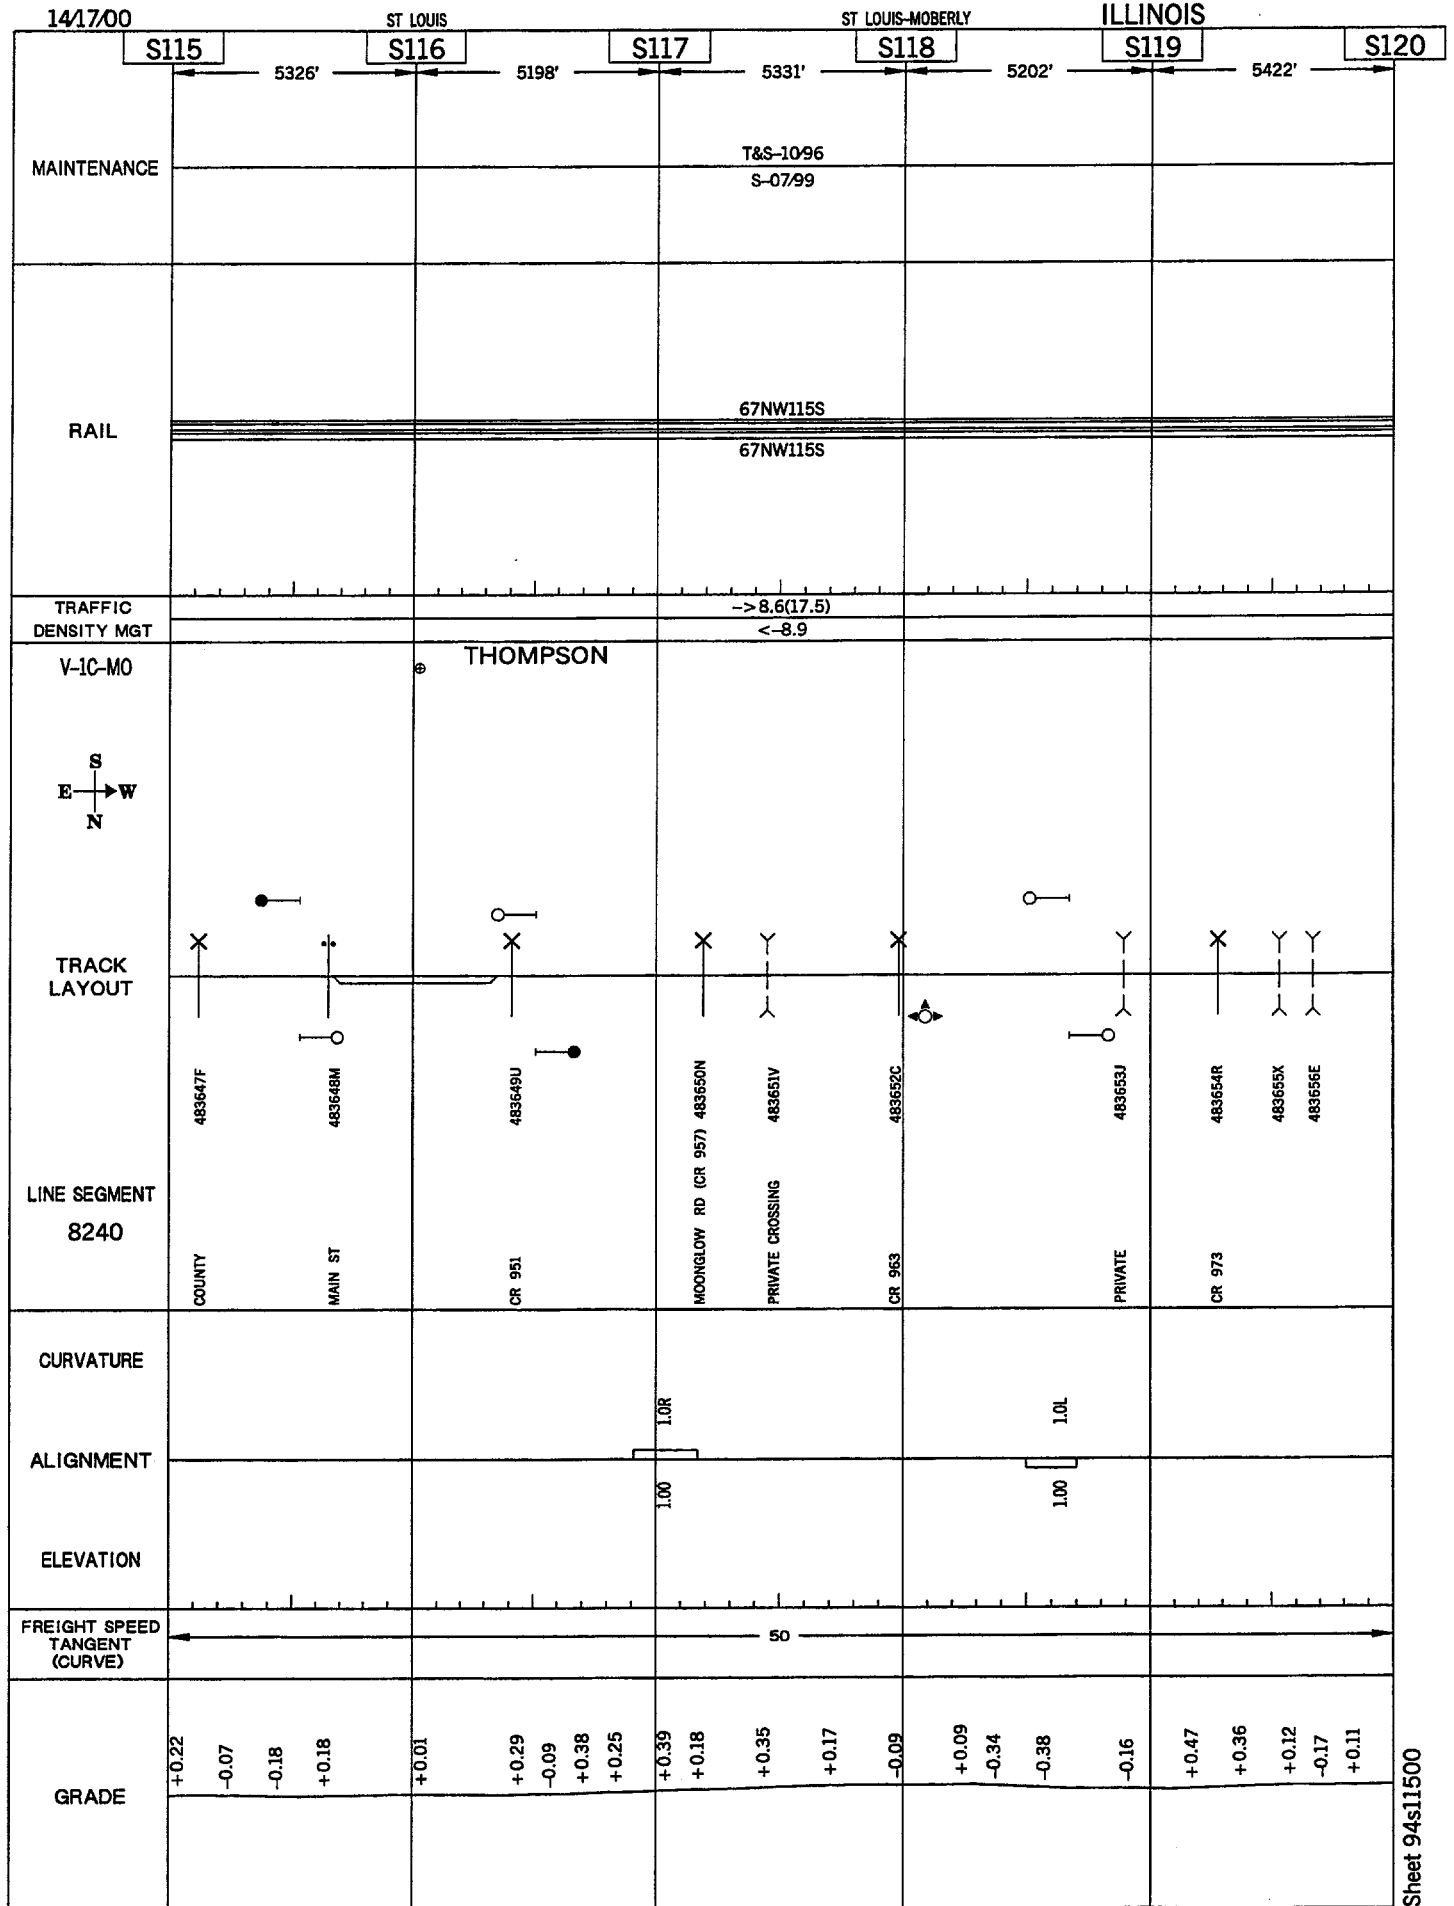 14/17/00 ST LOUIS ST LOUIS-MOBERLY ILLINOIS
S115 S116 S117 S118 S119 S120
5326' 5198' 5331' 5202' 5422'
MAINTENANCE
T&S-10/96
S-07/99
RAIL
67NW115S
67NW115S
TRAFFIC
DENSITY MGT
->8.6(17.5)
<-8.9
V-1C-MO
THOMPSON
S
E W
N
TRACK
LAYOUT
483647F
483648M
483649U
483650N
483651V
483652C
483653J
483654R
483655X
483656E
LINE SEGMENT
8240
COUNTY
MAIN ST
CR 951
MOONGLOW RD (CR 957)
PRIVATE CROSSING
CR 963
PRIVATE
CR 973
CURVATURE
1.0R 1.0L
ALIGNMENT
1.00 1.00
ELEVATION
FREIGHT SPEED
TANGENT
(CURVE)
50
GRADE
+0.22 -0.07 -0.18 +0.18 +0.01 +0.29 -0.09 +0.38 +0.25 +0.39 +0.18 +0.35 +0.17 -0.09 +0.09 -0.34 -0.38 -0.16 +0.47 +0.36 +0.12 -0.17 +0.11
Sheet 94s11500